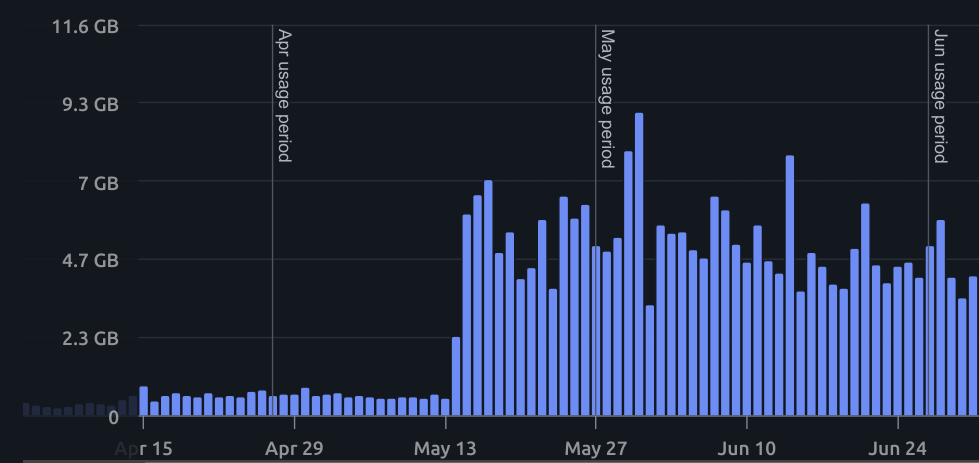 11.6 GB
9.3 GB
7 GB
4.7 GB
2.3 GB
0
Apr usage period
May usage period
Jun usage period
Apr 15
Apr 29
May 13
May 27
Jun 10
Jun 24